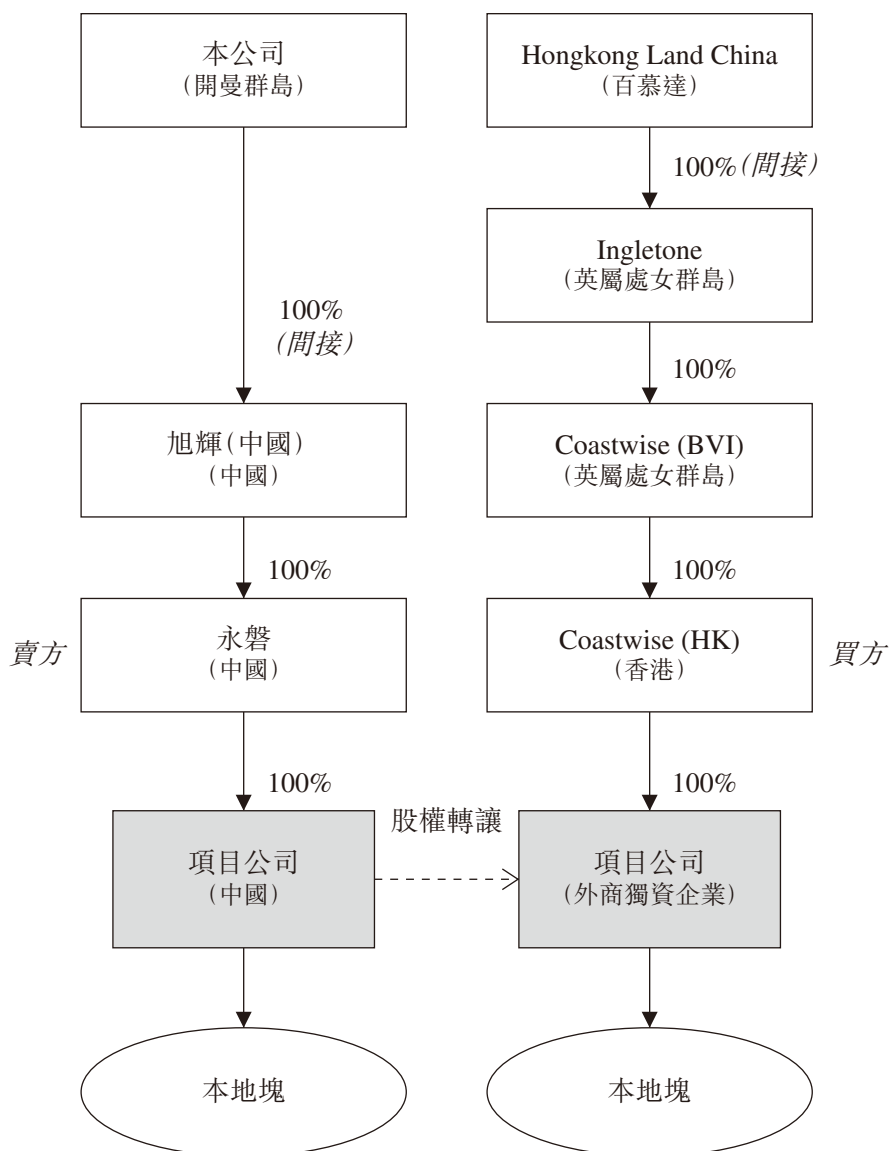 本公司
(開曼群島)
Hongkong Land China
(百慕達)
100%(間接)
Ingletone
(英屬處女群島)
100%
(間接)
100%
旭輝(中國)
(中國)
Coastwise (BVI)
(英屬處女群島)
100%
100%
賣方
永磐
(中國)
Coastwise (HK)
(香港)
買方
100%
100%
股權轉讓
項目公司
(中國)
項目公司
(外商獨資企業)
本地塊
本地塊